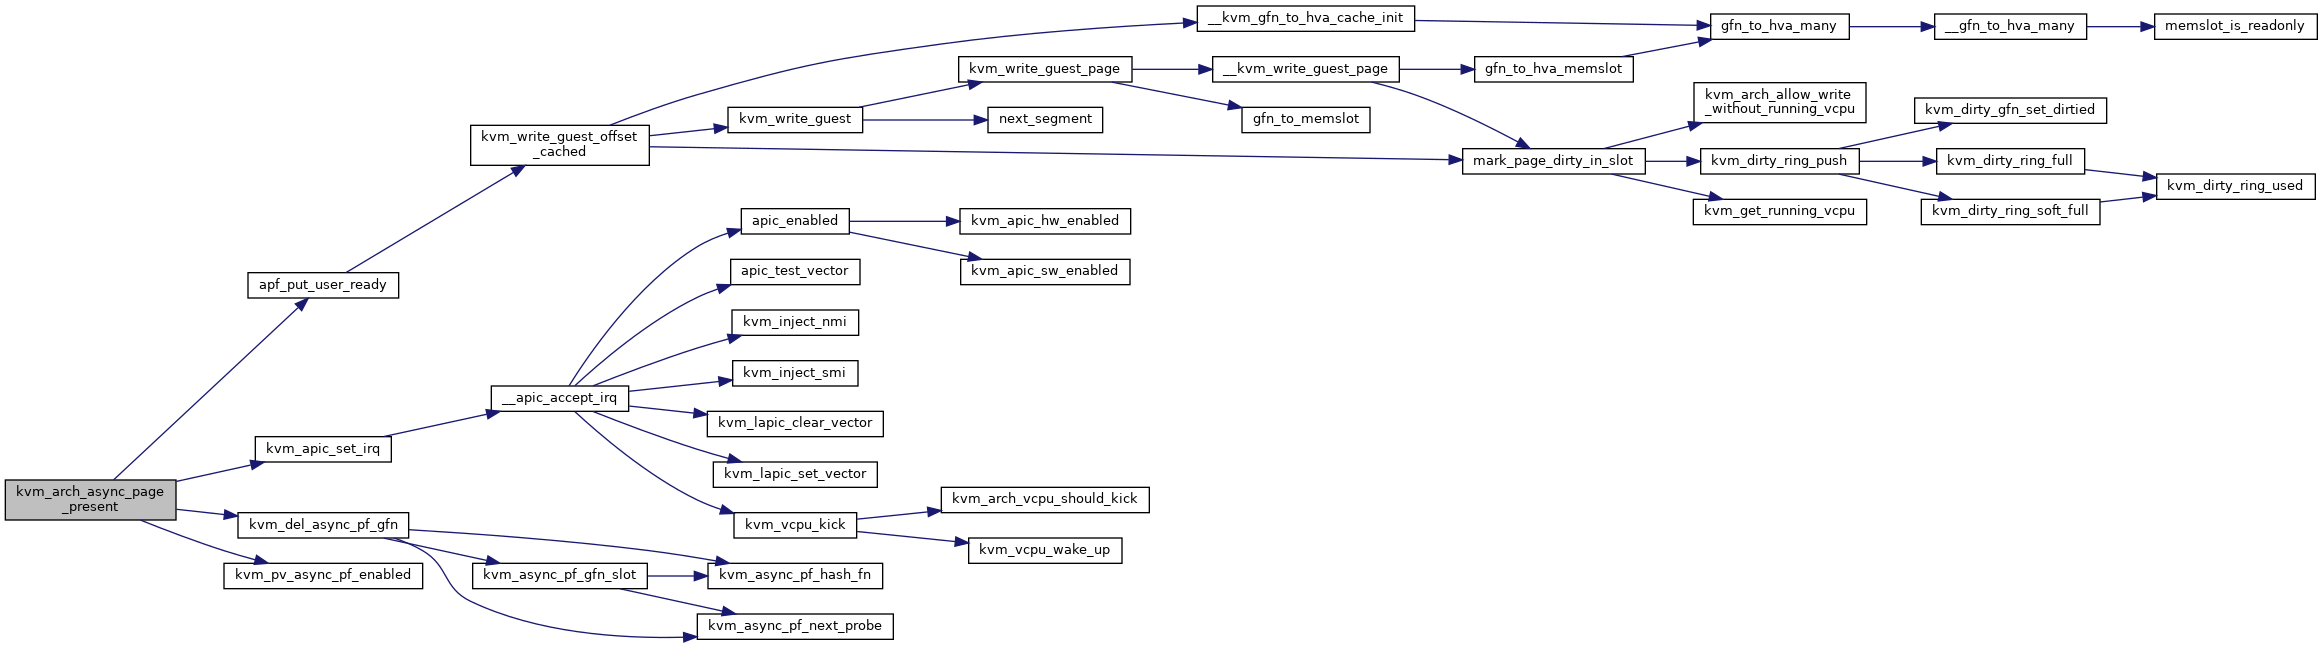 kvm_arch_async_page
_present
apf_put_user_ready
kvm_write_guest_offset
_cached
__kvm_gfn_to_hva_cache_init
gfn_to_hva_many
__gfn_to_hva_many
memslot_is_readonly
kvm_write_guest
kvm_write_guest_page
__kvm_write_guest_page
gfn_to_hva_memslot
gfn_to_memslot
next_segment
mark_page_dirty_in_slot
kvm_arch_allow_write
_without_running_vcpu
kvm_dirty_ring_push
kvm_dirty_gfn_set_dirtied
kvm_dirty_ring_full
kvm_dirty_ring_used
kvm_dirty_ring_soft_full
kvm_get_running_vcpu
kvm_apic_set_irq
__apic_accept_irq
apic_enabled
kvm_apic_hw_enabled
kvm_apic_sw_enabled
apic_test_vector
kvm_inject_nmi
kvm_inject_smi
kvm_lapic_clear_vector
kvm_lapic_set_vector
kvm_vcpu_kick
kvm_arch_vcpu_should_kick
kvm_vcpu_wake_up
kvm_del_async_pf_gfn
kvm_async_pf_gfn_slot
kvm_async_pf_hash_fn
kvm_async_pf_next_probe
kvm_pv_async_pf_enabled